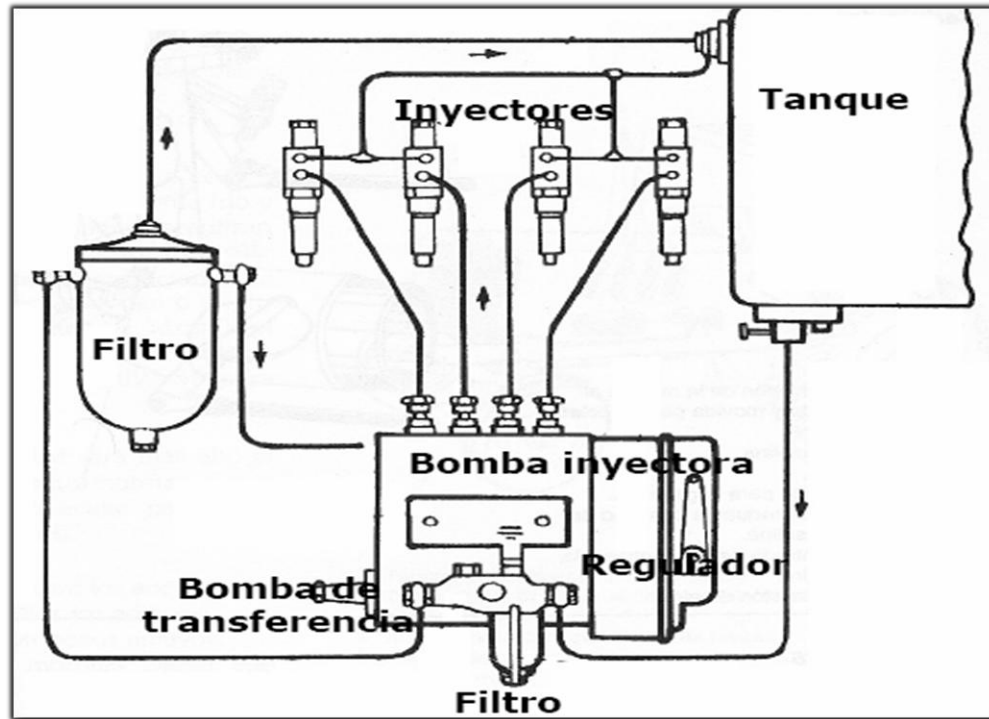 Tanque
Inyectores
Filtro
Bomba inyectora
Regulador
Bomba de
transferencia
Filtro